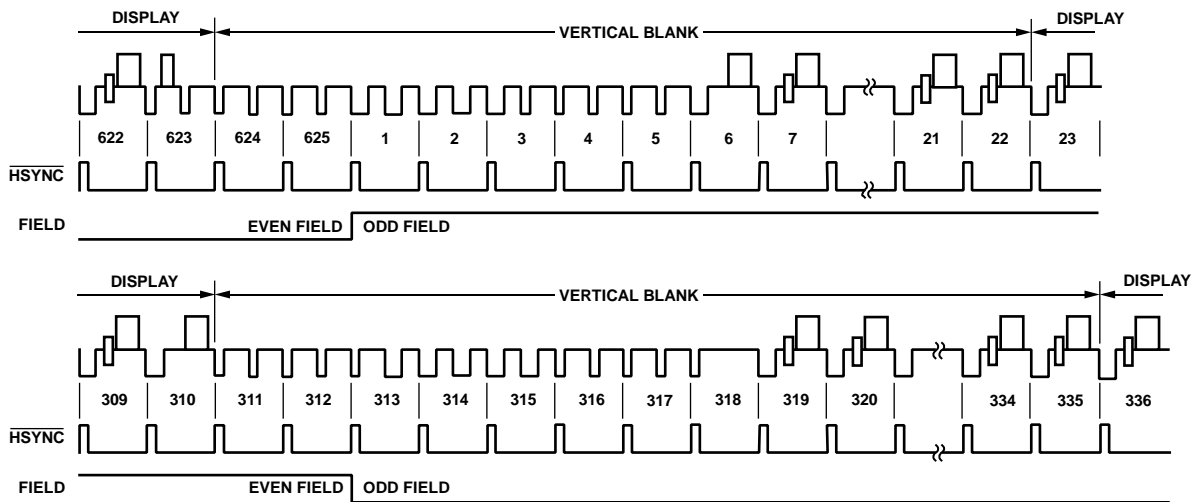 DISPLAY VERTICAL BLANK DISPLAY
622 623 624 625 1 2 3 4 5 6 7 21 22 23
HSYNC
FIELD EVEN FIELD ODD FIELD
DISPLAY VERTICAL BLANK DISPLAY
309 310 311 312 313 314 315 316 317 318 319 320 334 335 336
HSYNC
FIELD EVEN FIELD ODD FIELD